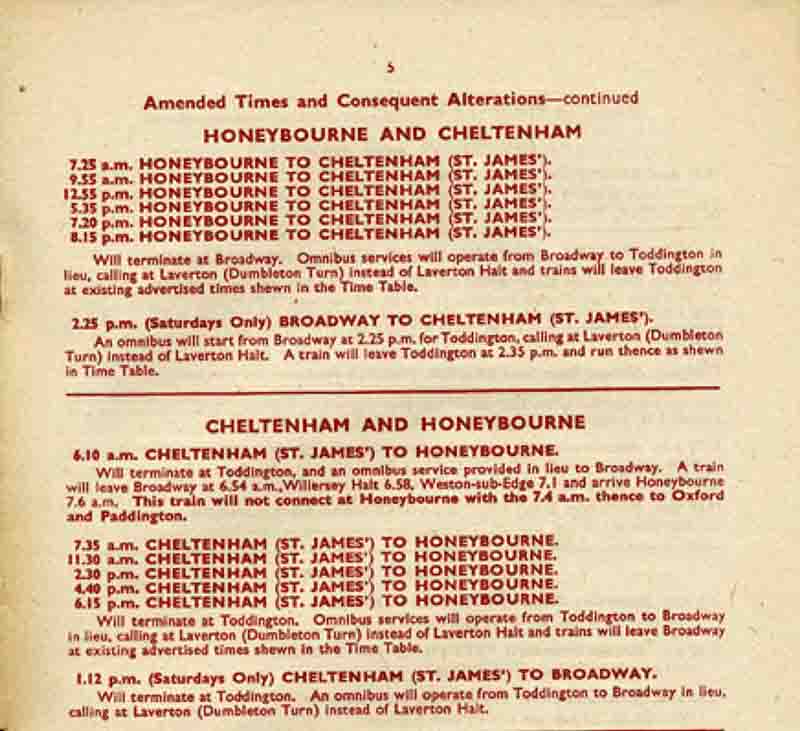 5
Amended Times and Consequent Alterations—continued
HONEYBOURNE AND CHELTENHAM
7.25 a.m. HONEYBOURNE TO CHELTENHAM (ST. JAMES').
9.55 a.m. HONEYBOURNE TO CHELTENHAM (ST. JAMES').
12.55 p.m. HONEYBOURNE TO CHELTENHAM (ST. JAMES').
5.35 p.m. HONEYBOURNE TO CHELTENHAM (ST. JAMES').
7.20 p.m. HONEYBOURNE TO CHELTENHAM (ST. JAMES').
8.15 p.m. HONEYBOURNE TO CHELTENHAM (ST. JAMES').
Will terminate at Broadway. Omnibus services will operate from Broadway to Toddington in
lieu, calling at Laverton (Dumbleton Turn) instead of Laverton Halt and trains will leave Toddington
at existing advertised times shewn in the Time Table.
2.25 p.m. (Saturdays Only) BROADWAY TO CHELTENHAM (ST. JAMES').
An omnibus will start from Broadway at 2.25 p.m. for Toddington, calling at Laverton (Dumbleton
Turn) instead of Laverton Halt. A train will leave Toddington at 2.35 p.m. and run thence as shewn
in Time Table.
CHELTENHAM AND HONEYBOURNE
6.10 a.m. CHELTENHAM (ST. JAMES') TO HONEYBOURNE.
Will terminate at Toddington, and an omnibus service provided in lieu to Broadway. A train
will leave Broadway at 6.54 a.m., Willersey Halt 6.58, Weston-sub-Edge 7.1 and arrive Honeybourne
7.6 a.m. This train will not connect at Honeybourne with the 7.4 a.m. thence to Oxford
and Paddington.
7.35 a.m. CHELTENHAM (ST. JAMES') TO HONEYBOURNE.
11.30 a.m. CHELTENHAM (ST. JAMES') TO HONEYBOURNE.
2.30 p.m. CHELTENHAM (ST. JAMES') TO HONEYBOURNE.
4.40 p.m. CHELTENHAM (ST. JAMES') TO HONEYBOURNE.
6.15 p.m. CHELTENHAM (ST. JAMES') TO HONEYBOURNE.
Will terminate at Toddington. Omnibus services will operate from Toddington to Broadway
in lieu, calling at Laverton (Dumbleton Turn) instead of Laverton Halt and trains will leave Broadway
at existing advertised times shewn in the Time Table.
1.12 p.m. (Saturdays Only) CHELTENHAM (ST. JAMES') TO BROADWAY.
Will terminate at Toddington. An omnibus will operate from Toddington to Broadway in lieu,
calling at Laverton (Dumbleton Turn) instead of Laverton Halt.